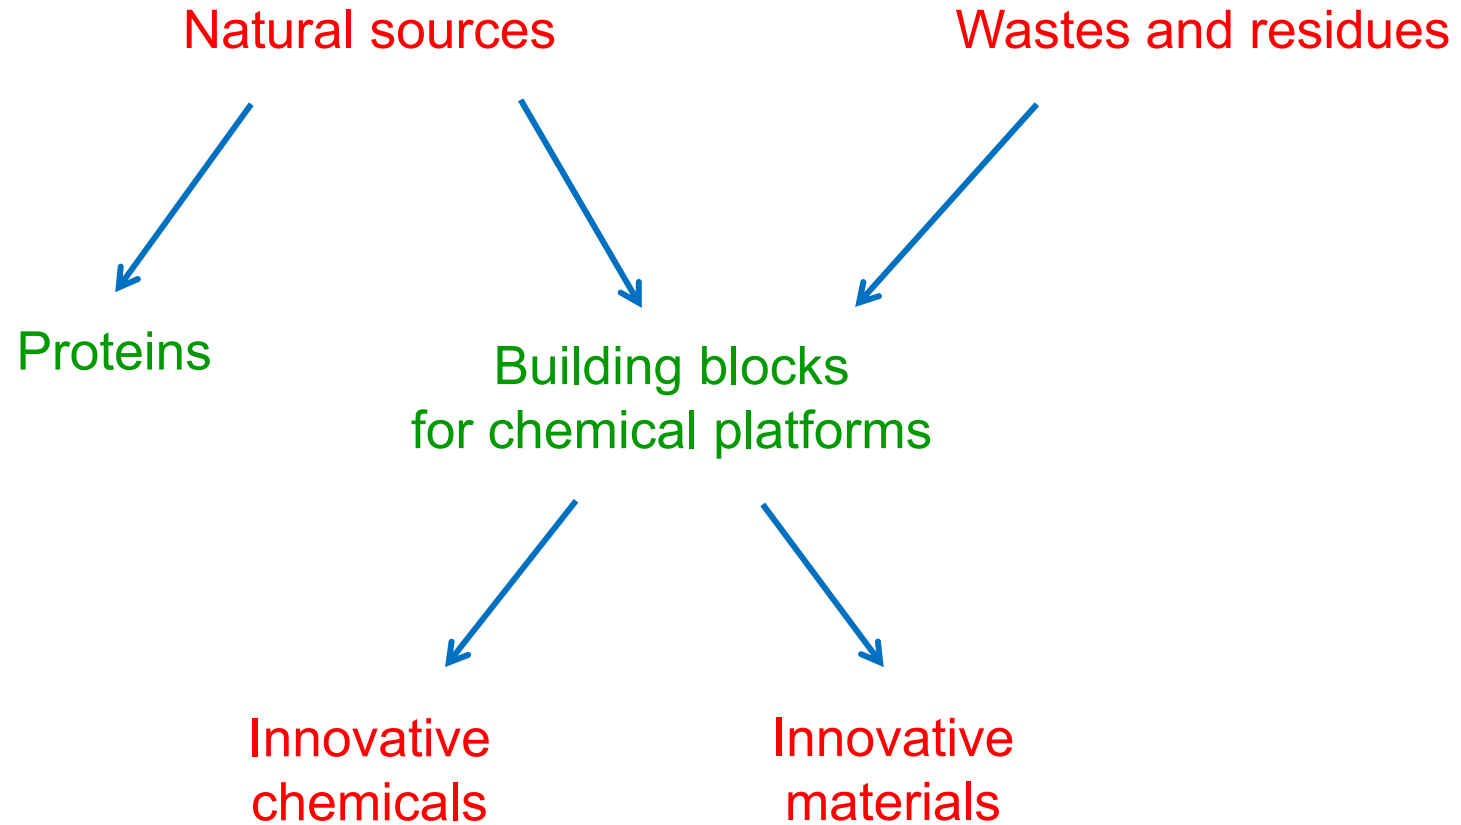 Natural sources
Wastes and residues
Proteins
Building blocks
for chemical platforms
Innovative
chemicals
Innovative
materials